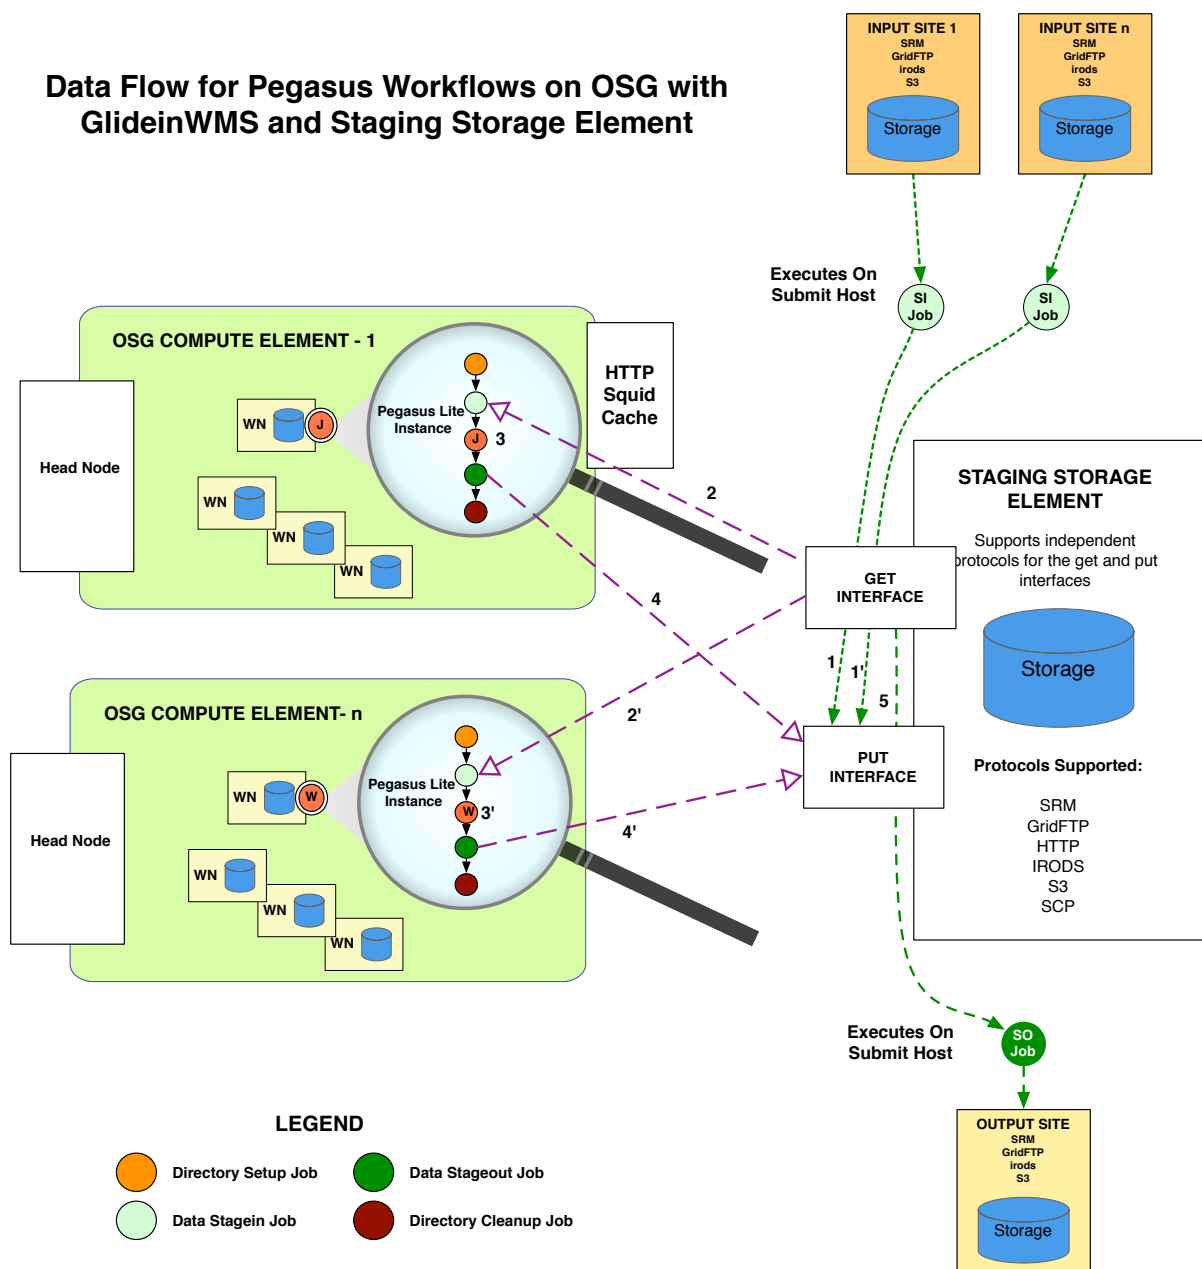 Data Flow for Pegasus Workflows on OSG with
GlideinWMS and Staging Storage Element
INPUT SITE 1
SRM
GridFTP
irods
S3
Storage
INPUT SITE n
SRM
GridFTP
irods
S3
Storage
Executes On
Submit Host
SI
Job
SI
Job
OSG COMPUTE ELEMENT - 1
Head Node
WN
J
WN
WN
WN
Pegasus Lite
Instance
J
3
HTTP
Squid
Cache
2
4
GET
INTERFACE
STAGING STORAGE
ELEMENT
Supports independent
protocols for the get and put
interfaces
Storage
1
1'
5
PUT
INTERFACE
Protocols Supported:
SRM
GridFTP
HTTP
IRODS
S3
SCP
OSG COMPUTE ELEMENT- n
Head Node
WN
W
WN
WN
WN
Pegasus Lite
Instance
W
3'
2'
4'
Executes On
Submit Host
SO
Job
OUTPUT SITE
SRM
GridFTP
irods
S3
Storage
LEGEND
Directory Setup Job
Data Stageout Job
Data Stagein Job
Directory Cleanup Job